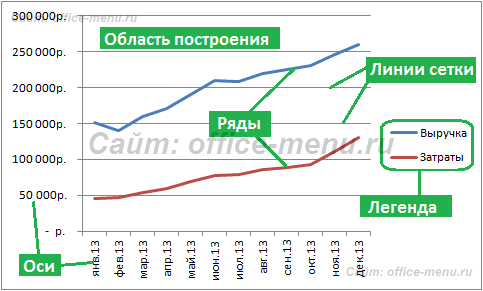 Сайт: office-menu.ru
300 000р.
Область построения
250 000р.
Линии сетки
200 000р.
150 000р.
Ряды
Выручка
Сайт: office-menu.ru
Затраты
100 000р.
50 000р.
Легенда
- р.
Оси
янв.13
фев.13
мар.13
апр.13
май.13
июн.13
июл.13
авг.13
сен.13
окт.13
ноя.13
дек.13
Сайт: office-menu.ru